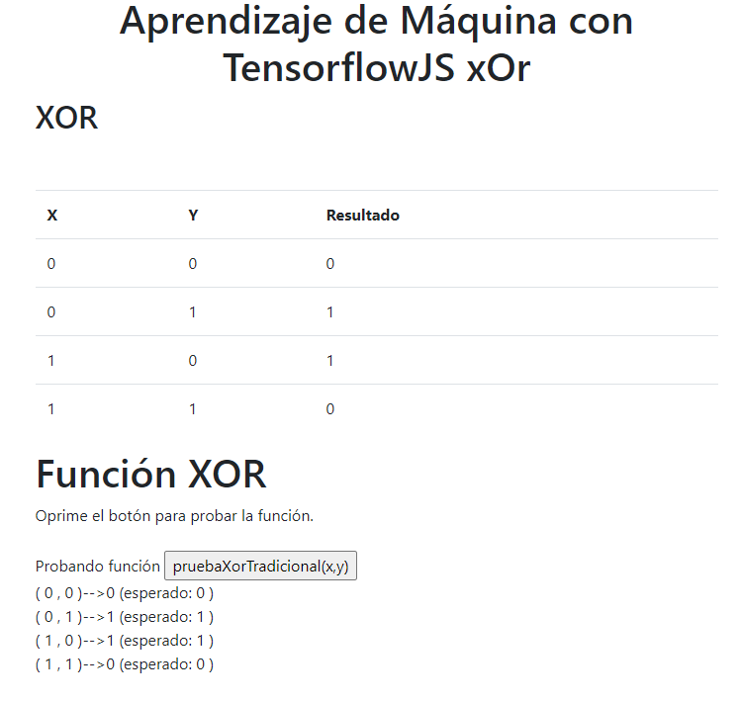 Aprendizaje de Máquina con
TensorflowJS xOr
XOR
X Y Resultado
0 0 0
0 1 1
1 0 1
1 1 0
Función XOR
Oprime el botón para probar la función.
Probando función pruebaXorTradicional(x,y)
( 0 , 0 )-->0 (esperado: 0 )
( 0 , 1 )-->1 (esperado: 1 )
( 1 , 0 )-->1 (esperado: 1 )
( 1 , 1 )-->0 (esperado: 0 )